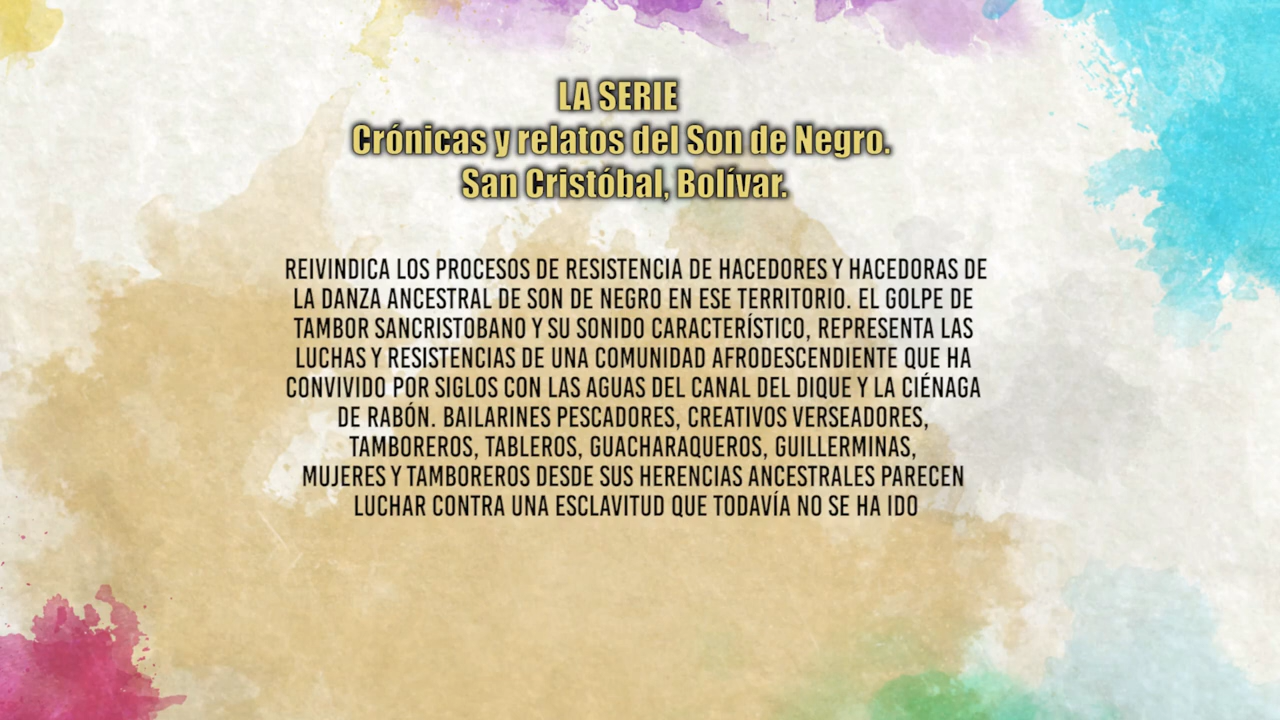 LA SERIE
Crónicas y relatos del Son de Negro.
San Cristóbal, Bolívar.
REIVINDICA LOS PROCESOS DE RESISTENCIA DE HACEDORES Y HACEDORAS DE
LA DANZA ANCESTRAL DE SON DE NEGRO EN ESE TERRITORIO. EL GOLPE DE
TAMBOR SANCRISTOBANO Y SU SONIDO CARACTERÍSTICO, REPRESENTA LAS
LUCHAS Y RESISTENCIAS DE UNA COMUNIDAD AFRODESCENDIENTE QUE HA
CONVIVIDO POR SIGLOS CON LAS AGUAS DEL CANAL DEL DIQUE Y LA CIÉNAGA
DE RABÓN. BAILARINES PESCADORES, CREATIVOS VERSEADORES,
TAMBOREROS, TABLEROS, GUACHARAQUEROS, GUILLERMINAS,
MUJERES Y TAMBOREROS DESDE SUS HERENCIAS ANCESTRALES PARECEN
LUCHAR CONTRA UNA ESCLAVITUD QUE TODAVÍA NO SE HA IDO